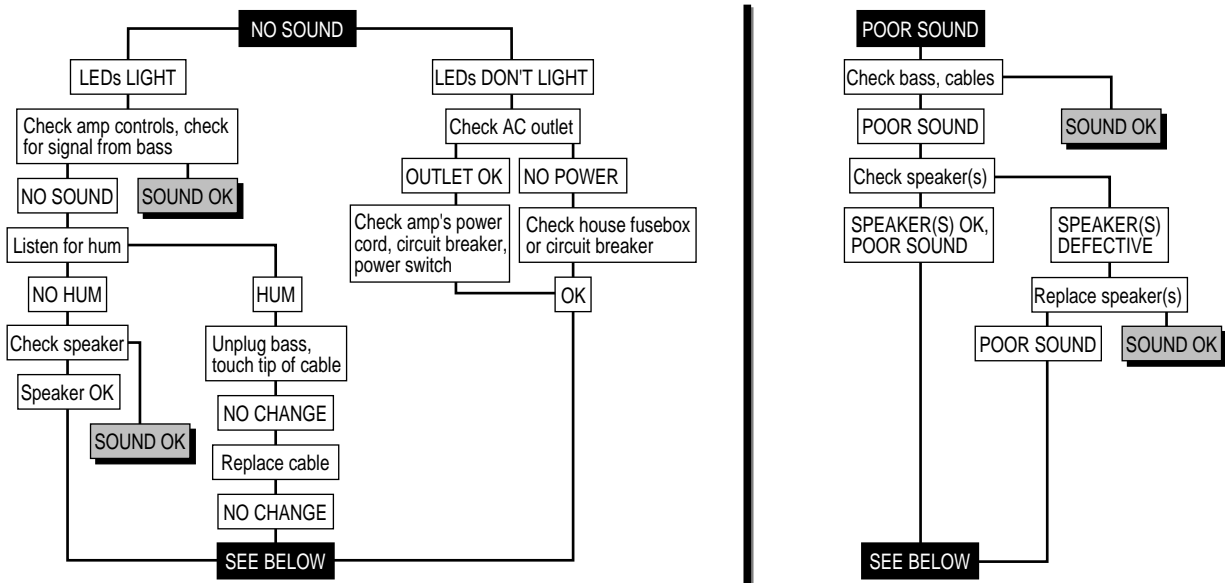 NO SOUND
LEDs LIGHT
LEDs DON'T LIGHT
Check amp controls, check
for signal from bass
Check AC outlet
NO SOUND
SOUND OK
OUTLET OK
NO POWER
Listen for hum
Check amp's power
cord, circuit breaker,
power switch
Check house fusebox
or circuit breaker
NO HUM
HUM
OK
Check speaker
Unplug bass,
touch tip of cable
Speaker OK
NO CHANGE
SOUND OK
Replace cable
NO CHANGE
SEE BELOW
POOR SOUND
Check bass, cables
POOR SOUND
SOUND OK
Check speaker(s)
SPEAKER(S) OK,
POOR SOUND
SPEAKER(S)
DEFECTIVE
Replace speaker(s)
POOR SOUND
SOUND OK
SEE BELOW